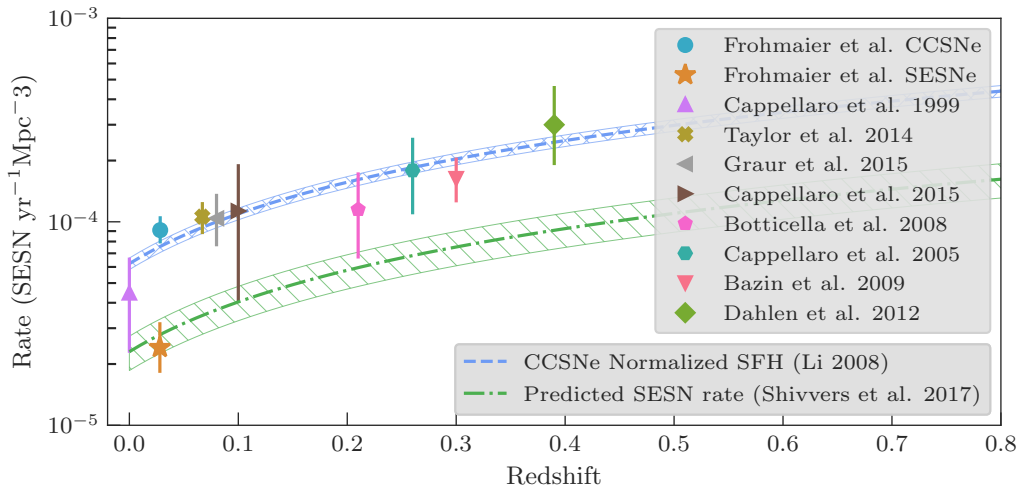 10⁻³
10⁻⁴
10⁻⁵
Rate (SESN yr⁻¹Mpc⁻3)
Frohmaier et al. CCSNe
Frohmaier et al. SESNe
Cappellaro et al. 1999
Taylor et al. 2014
Graur et al. 2015
Cappellaro et al. 2015
Botticella et al. 2008
Cappellaro et al. 2005
Bazin et al. 2009
Dahlen et al. 2012
CCSNe Normalized SFH (Li 2008)
Predicted SESN rate (Shivvers et al. 2017)
0.0 0.1 0.2 0.3 0.4 0.5 0.6 0.7 0.8
Redshift